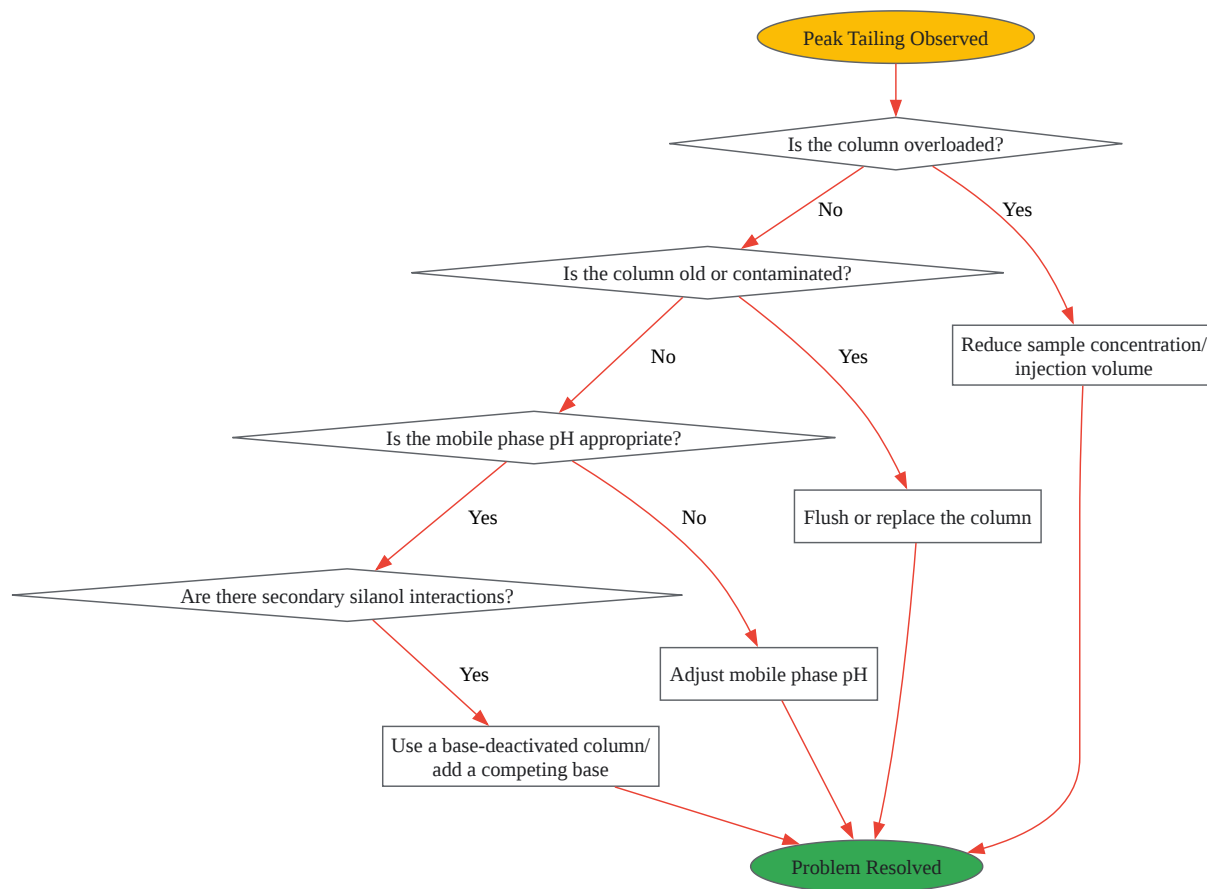 Peak Tailing Observed
Is the column overloaded?
No
Yes
Is the column old or contaminated?
Reduce sample concentration/
injection volume
No
Yes
Is the mobile phase pH appropriate?
Flush or replace the column
Yes
No
Are there secondary silanol interactions?
Adjust mobile phase pH
Yes
Use a base-deactivated column/
add a competing base
Problem Resolved